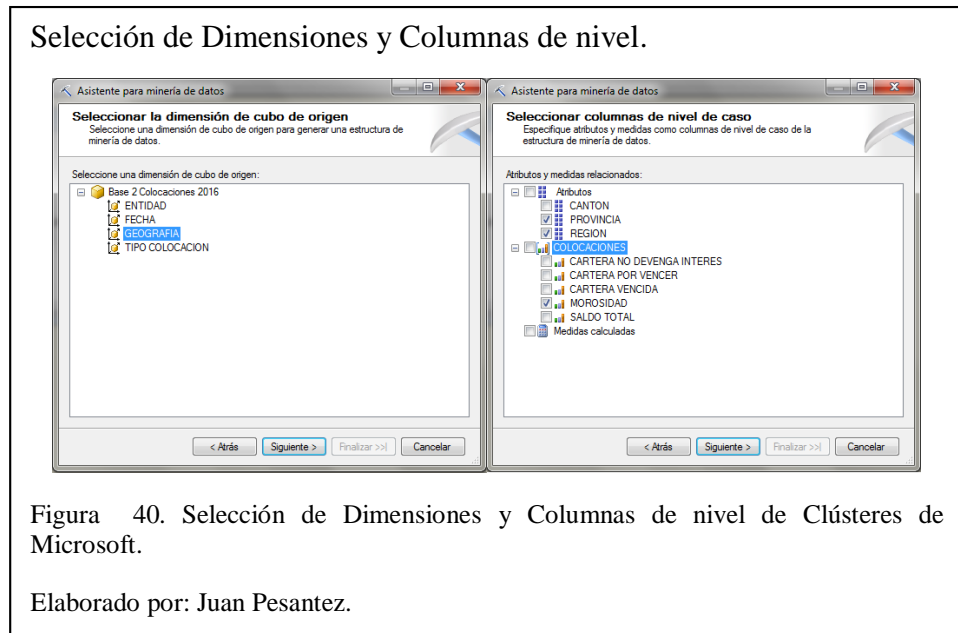 Selección de Dimensiones y Columnas de nivel.
Asistente para minería de datos
Seleccionar la dimensión de cubo de origen
Seleccione una dimensión de cubo de origen para generar una estructura de
minería de datos.
Seleccione una dimensión de cubo de origen:
Base 2 Colocaciones 2016
ENTIDAD
FECHA
GEOGRAFIA
TIPO COLOCACION
< Atrás
Siguiente >
Finalizar >>|
Cancelar
Asistente para minería de datos
Seleccionar columnas de nivel de caso
Especifique atributos y medidas como columnas de nivel de caso de la
estructura de minería de datos.
Atributos y medidas relacionados:
Atributos
CANTON
PROVINCIA
REGION
COLOCACIONES
CARTERA NO DEVENGA INTERES
CARTERA POR VENCER
CARTERA VENCIDA
MOROSIDAD
SALDO TOTAL
Medidas calculadas
< Atrás
Siguiente >
Finalizar >>|
Cancelar
Figura 40. Selección de Dimensiones y Columnas de nivel de Clústeres de
Microsoft.
Elaborado por: Juan Pesantez.